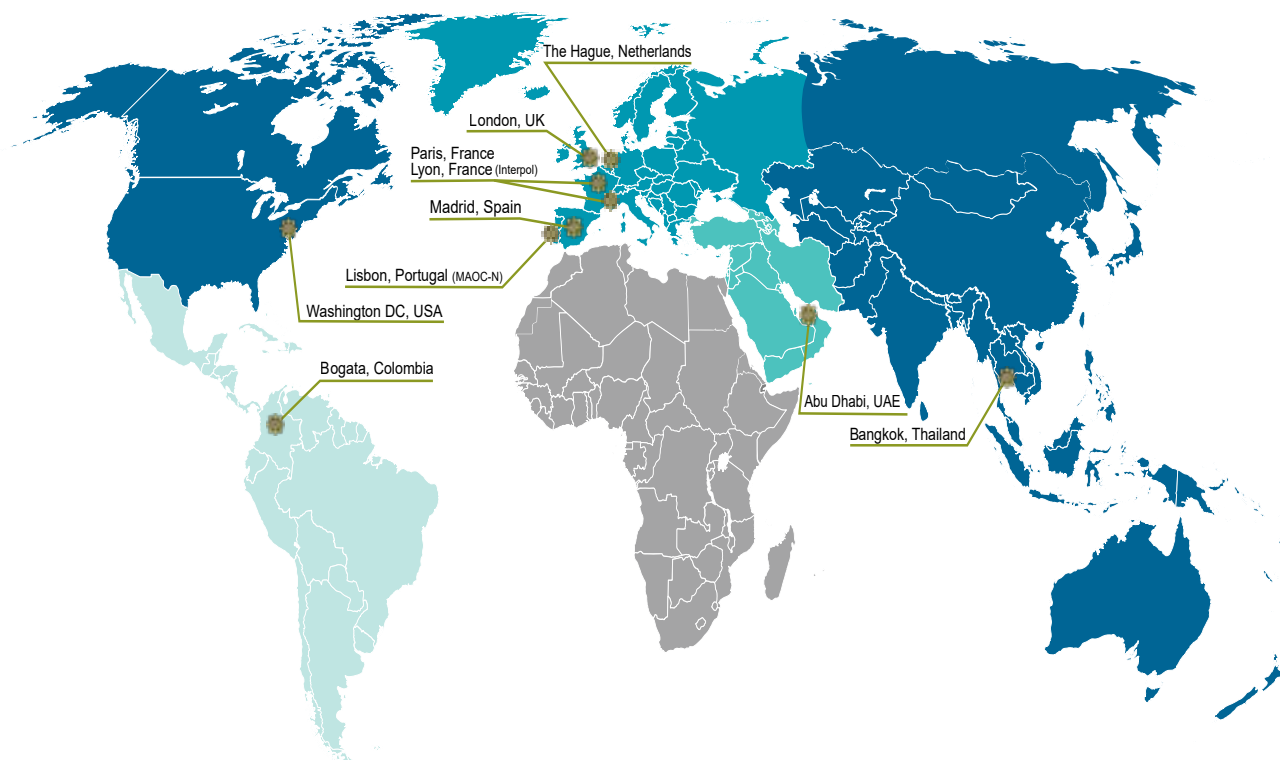 The Hague, Netherlands
London, UK
Paris, France
Lyon, France (Interpol)
Madrid, Spain
Lisbon, Portugal (MAOC-N)
Washington DC, USA
Bogata, Colombia
Abu Dhabi, UAE
Bangkok, Thailand